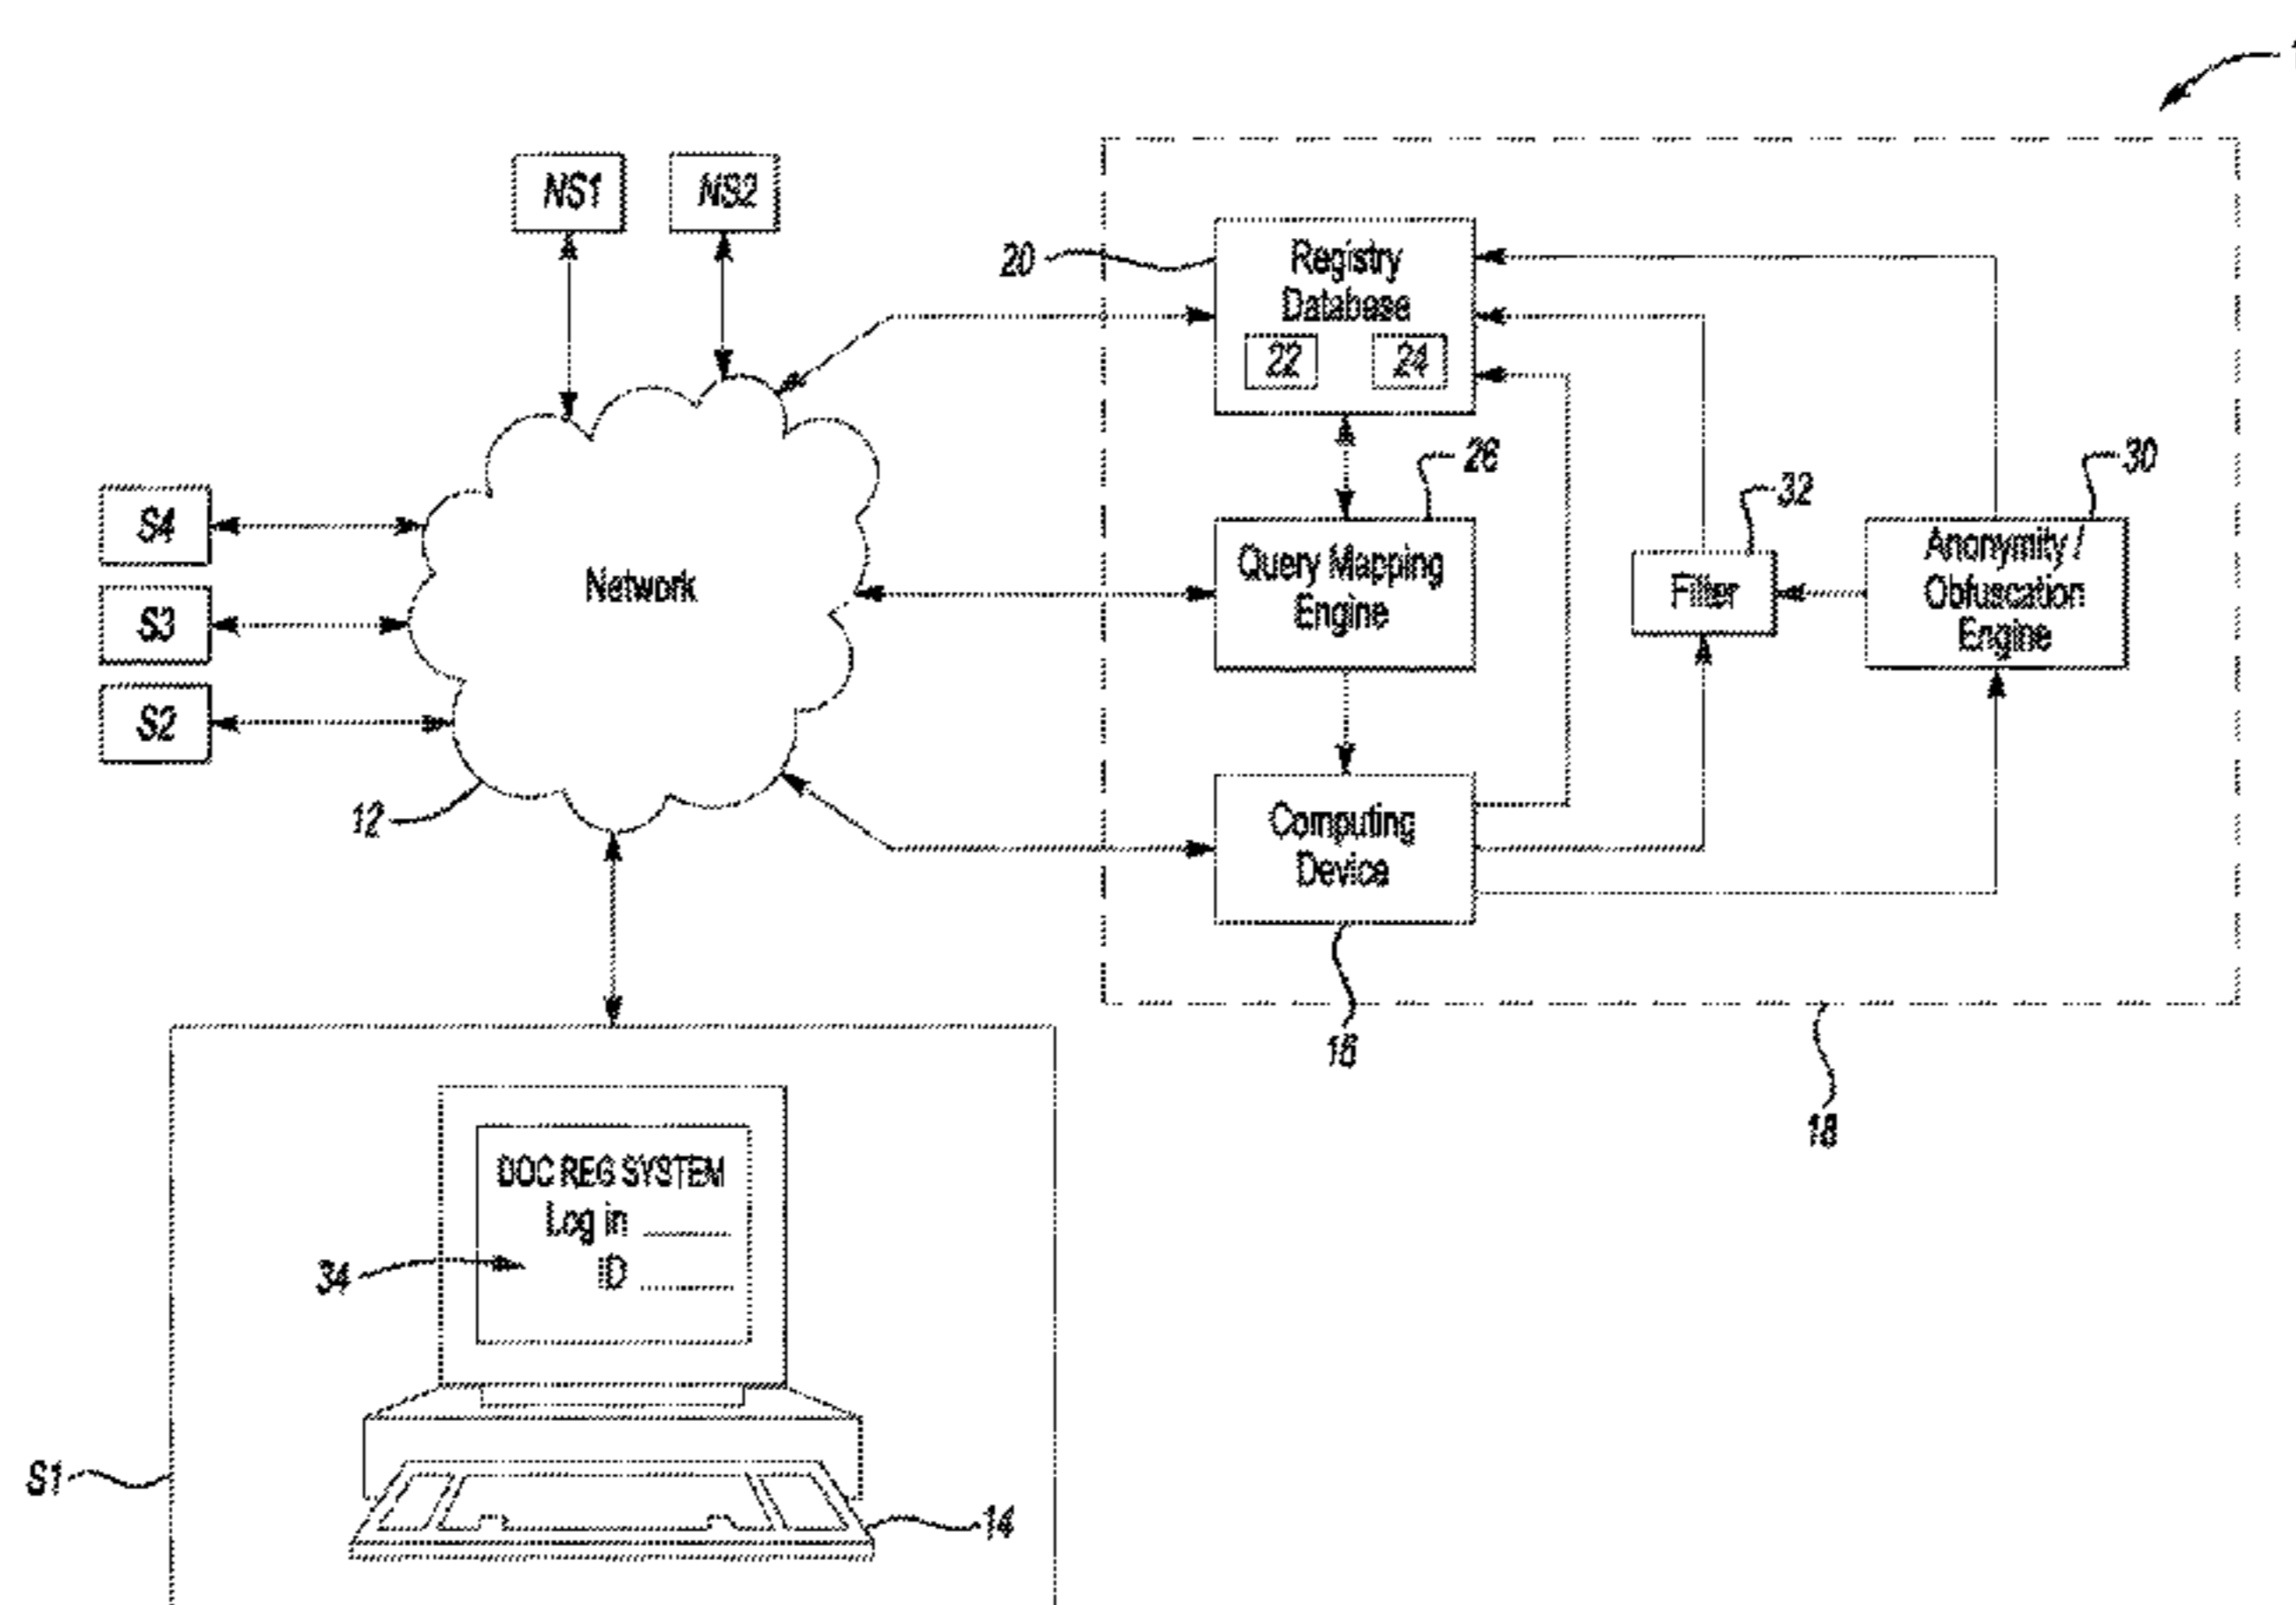 NS1
NS2
20
Registry
Database
22
24
26
30
32
S4
S3
S2
Network
Query Mapping
Engine
Filter
Anonymity /
Obfuscation
Engine
12
Computing
Device
16
18
DOC REG SYSTEM
Log in
ID
34
S1
14